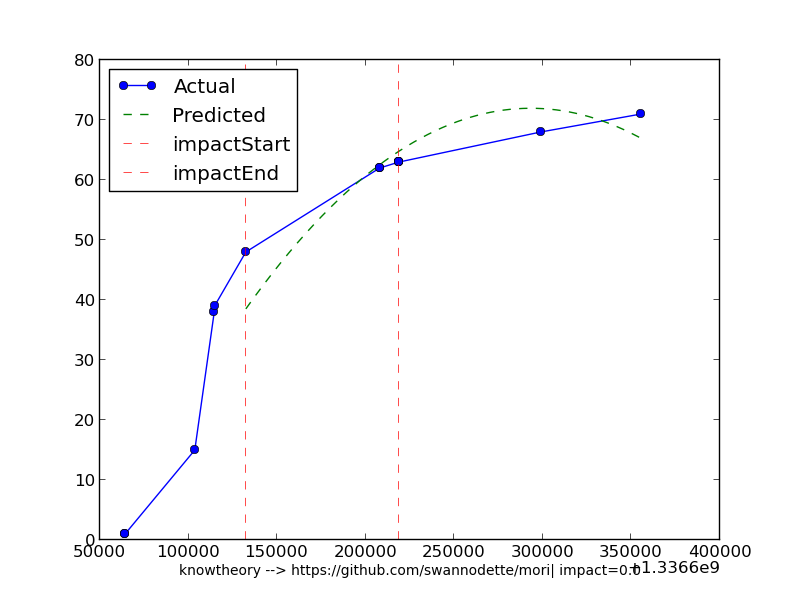 80
70
60
50
40
30
20
10
0
Actual
Predicted
impactStart
impactEnd
50000 100000 150000 200000 250000 300000 350000 400000
+1.3366e9
knowtheory --> https://github.com/swannodette/mori| impact=0.0